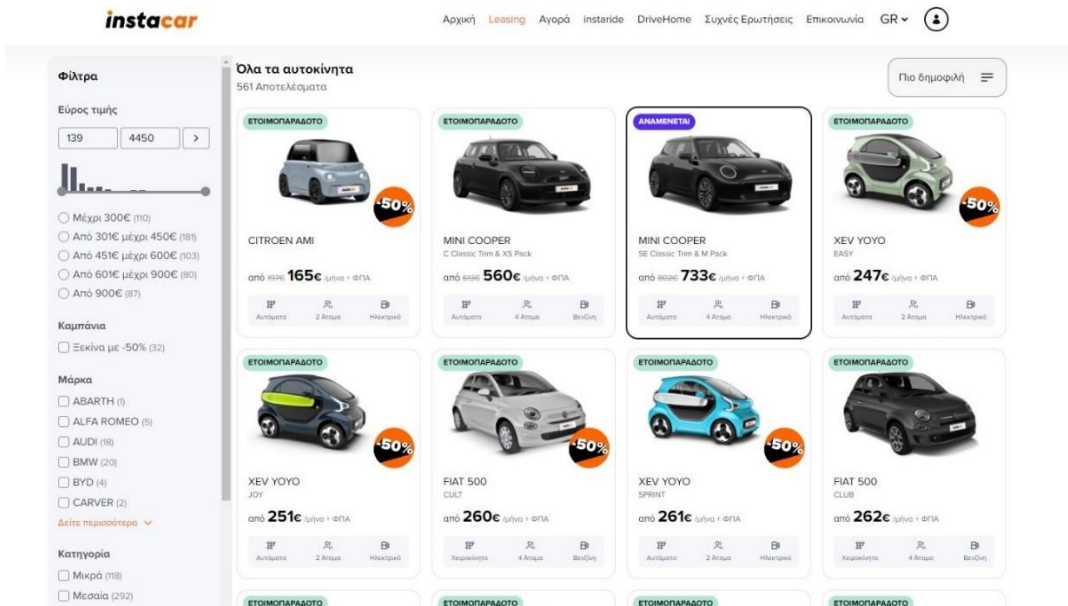 instacar
Αρχική Leasing Αγορά instaride DriveHome Συχνές Ερωτήσεις Επικοινωνία GR
Φίλτρα
Εύρος τιμής
139 4450 >
Μέχρι 300€ (110)
Από 301€ μέχρι 450€ (181)
Από 451€ μέχρι 600€ (103)
Από 601€ μέχρι 900€ (80)
Από 900€ (87)
Καμπάνια
Ξεκίνα με -50% (32)
Μάρκα
ABARTH (1)
ALFA ROMEO (5)
AUDI (18)
BMW (20)
BYD (4)
CARVER (2)
Δείτε περισσότερα
Κατηγορία
Μικρά (118)
Μεσαία (292)
Όλα τα αυτοκίνητα
561 Αποτελέσματα
Πιο δημοφιλή
ΕΤΟΙΜΟΠΑΡΑΔΟΤΟ
-50%
CITROEN AMI
από 197€ 165€ /μήνα + ΦΠΑ
Αυτόματο 2 Άτομα Ηλεκτρικό
ΕΤΟΙΜΟΠΑΡΑΔΟΤΟ
MINI COOPER
C Classic Trim & XS Pack
από 613€ 560€ /μήνα + ΦΠΑ
Αυτόματο 4 Άτομα Βενζίνη
ΑΝΑΜΕΝΕΤΑΙ
MINI COOPER
SE Classic Trim & M Pack
από 802€ 733€ /μήνα + ΦΠΑ
Αυτόματο 4 Άτομα Ηλεκτρικό
ΕΤΟΙΜΟΠΑΡΑΔΟΤΟ
-50%
XEV YOYO
EASY
από 247€ /μήνα + ΦΠΑ
Αυτόματο 2 Άτομα Ηλεκτρικό
ΕΤΟΙΜΟΠΑΡΑΔΟΤΟ
-50%
XEV YOYO
JOY
από 251€ /μήνα + ΦΠΑ
Αυτόματο 2 Άτομα Ηλεκτρικό
ΕΤΟΙΜΟΠΑΡΑΔΟΤΟ
-50%
FIAT 500
CULT
από 260€ /μήνα + ΦΠΑ
Χειροκίνητο 4 Άτομα Βενζίνη
ΕΤΟΙΜΟΠΑΡΑΔΟΤΟ
-50%
XEV YOYO
SPRINT
από 261€ /μήνα + ΦΠΑ
Αυτόματο 2 Άτομα Ηλεκτρικό
ΕΤΟΙΜΟΠΑΡΑΔΟΤΟ
FIAT 500
CLUB
από 262€ /μήνα + ΦΠΑ
Χειροκίνητο 4 Άτομα Βενζίνη
ΕΤΟΙΜΟΠΑΡΑΔΟΤΟ
ΕΤΟΙΜΟΠΑΡΑΔΟΤΟ
ΕΤΟΙΜΟΠΑΡΑΔΟΤΟ
ΕΤΟΙΜΟΠΑΡΑΔΟΤΟ